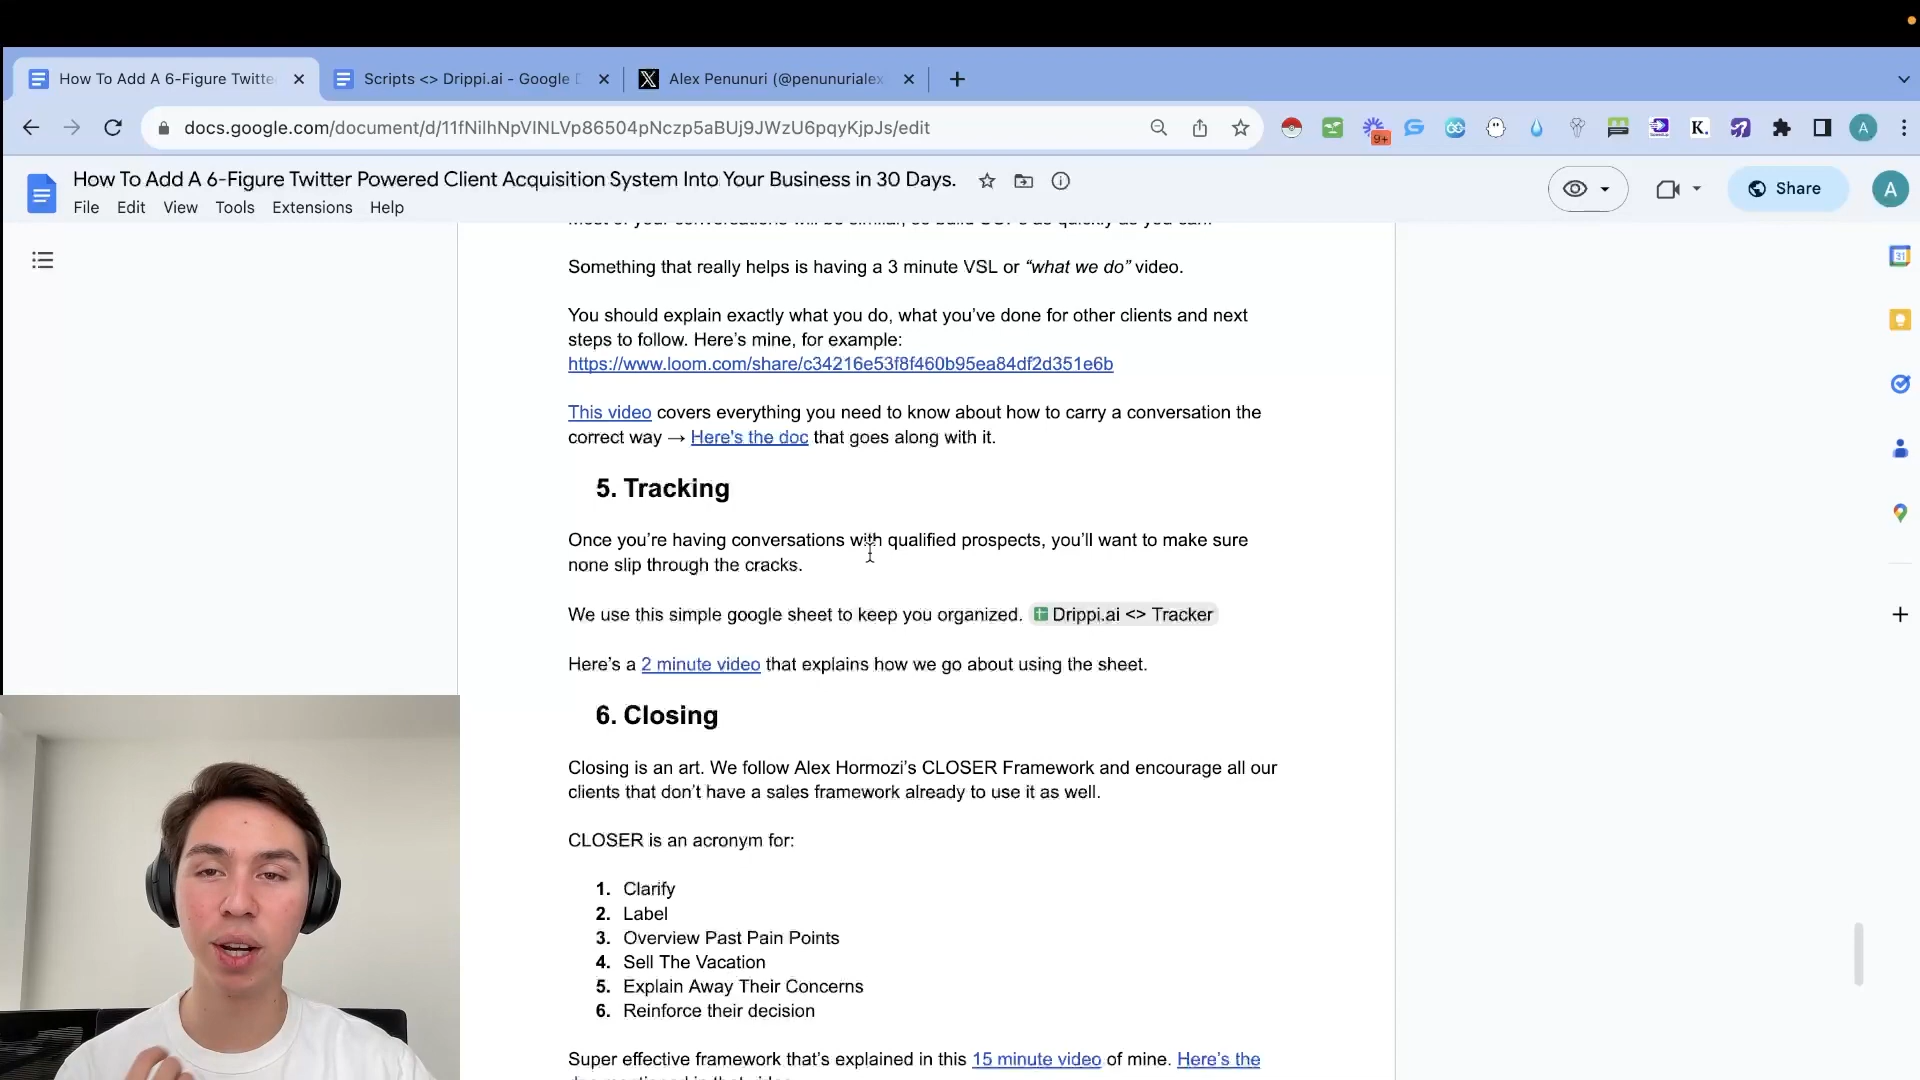 How To Add A 6-Figure Twitte
Scripts <> Drippi.ai - Google
Alex Penunuri (@penunurialex
docs.google.com/document/d/11fNilhNpVINLVp86504pNczp5aBUj9JWzU6pqyKjpJs/edit
9+
K.
A
How To Add A 6-Figure Twitter Powered Client Acquisition System Into Your Business in 30 Days.
Share
A
File Edit View Tools Extensions Help
31
Something that really helps is having a 3 minute VSL or “what we do” video.
You should explain exactly what you do, what you’ve done for other clients and next
steps to follow. Here’s mine, for example:
https://www.loom.com/share/c34216e53f8f460b95ea84df2d351e6b
This video covers everything you need to know about how to carry a conversation the
correct way → Here's the doc that goes along with it.
5. Tracking
Once you’re having conversations with qualified prospects, you’ll want to make sure
none slip through the cracks.
We use this simple google sheet to keep you organized. Drippi.ai <> Tracker
Here’s a 2 minute video that explains how we go about using the sheet.
6. Closing
Closing is an art. We follow Alex Hormozi’s CLOSER Framework and encourage all our
clients that don’t have a sales framework already to use it as well.
CLOSER is an acronym for:
1. Clarify
2. Label
3. Overview Past Pain Points
4. Sell The Vacation
5. Explain Away Their Concerns
6. Reinforce their decision
Super effective framework that’s explained in this 15 minute video of mine. Here’s the